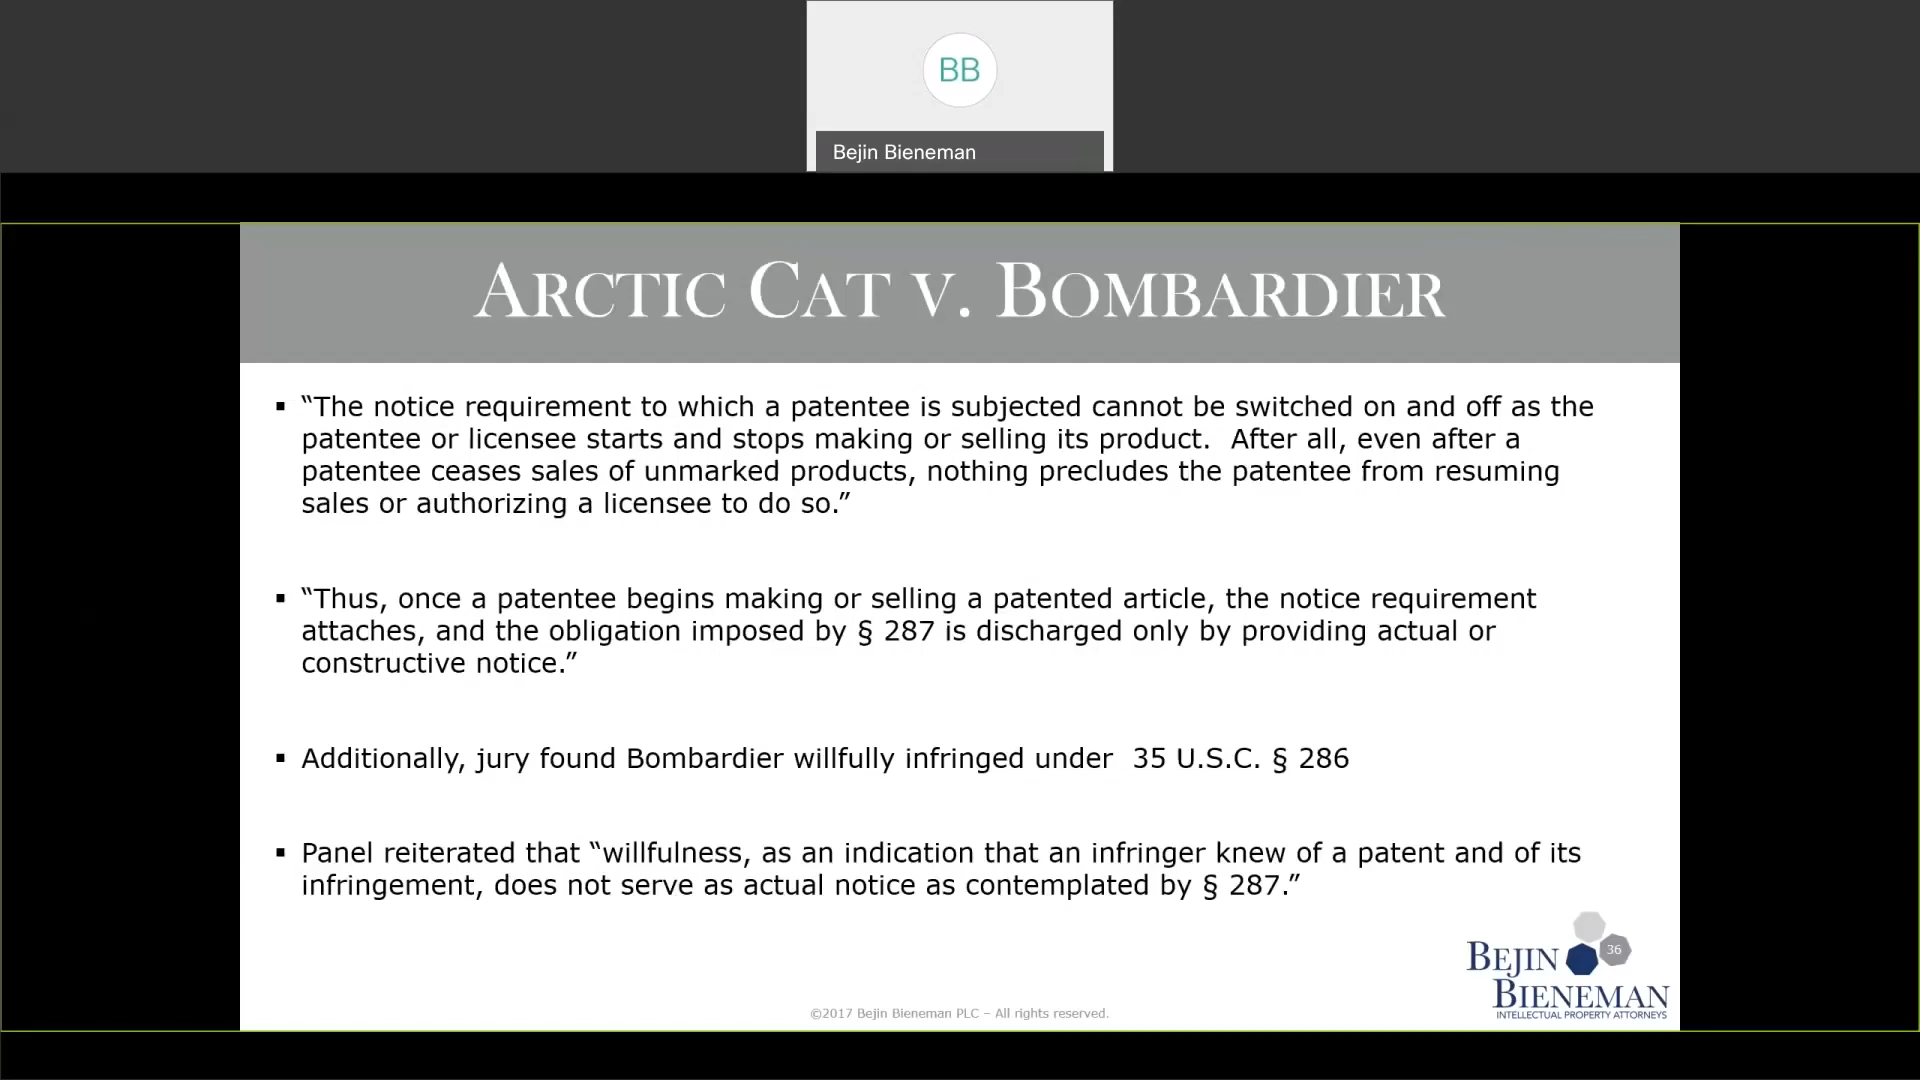 BB
Bejin Bieneman
ARCTIC CAT V. BOMBARDIER
▪ “The notice requirement to which a patentee is subjected cannot be switched on and off as the
patentee or licensee starts and stops making or selling its product.  After all, even after a
patentee ceases sales of unmarked products, nothing precludes the patentee from resuming
sales or authorizing a licensee to do so.”
▪ “Thus, once a patentee begins making or selling a patented article, the notice requirement
attaches, and the obligation imposed by § 287 is discharged only by providing actual or
constructive notice.”
▪ Additionally, jury found Bombardier willfully infringed under  35 U.S.C. § 286
▪ Panel reiterated that “willfulness, as an indication that an infringer knew of a patent and of its
infringement, does not serve as actual notice as contemplated by § 287.”
36
BEJIN
BIENEMAN
INTELLECTUAL PROPERTY ATTORNEYS
©2017 Bejin Bieneman PLC – All rights reserved.